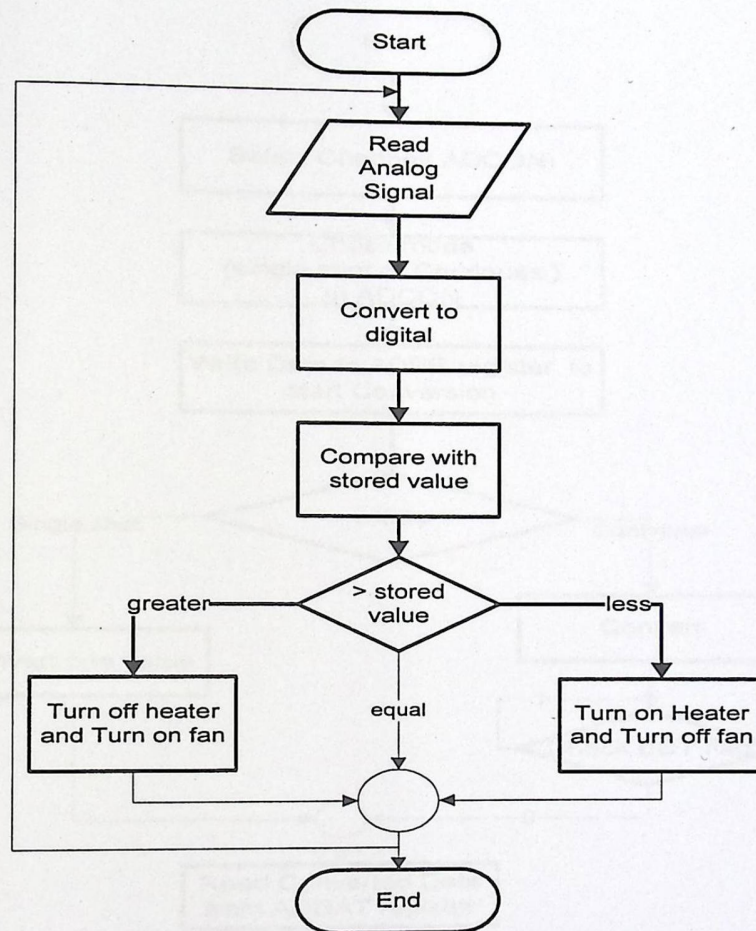 Start
Read
Analog
Signal
Convert to
digital
Compare with
stored value
> stored
value
greater
less
equal
Turn off heater
and Turn on fan
Turn on Heater
and Turn off fan
End